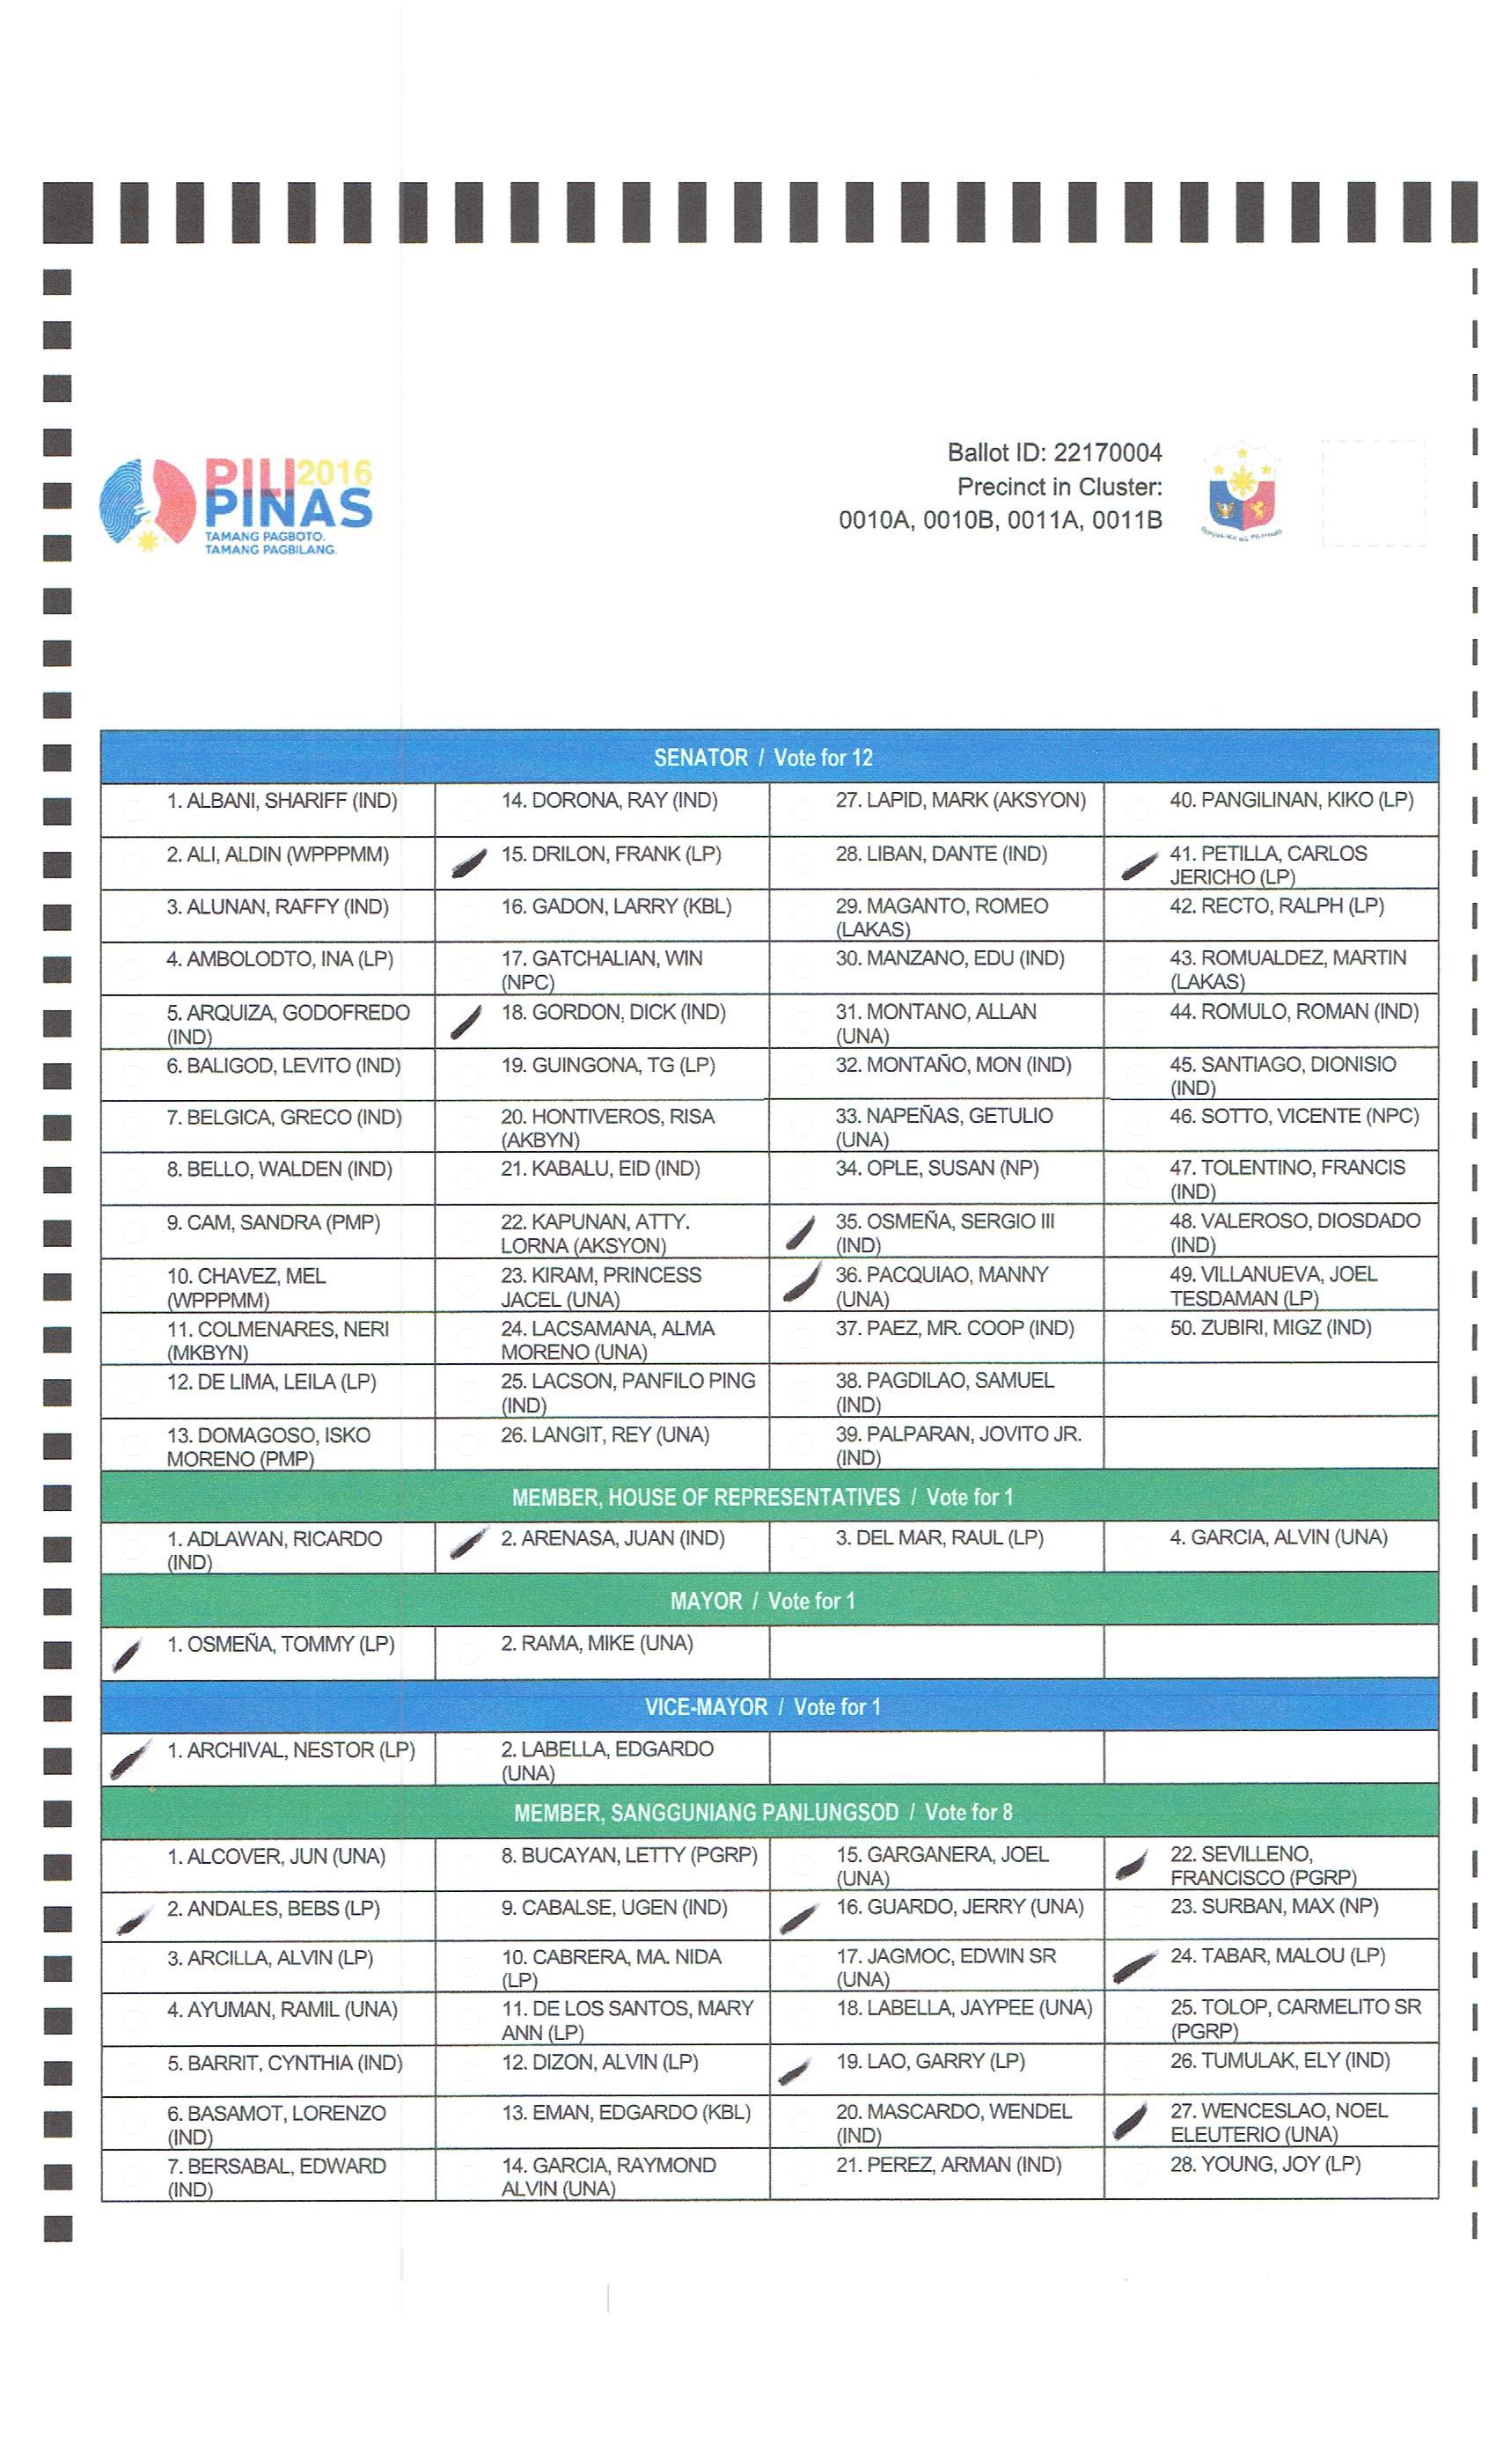 PILI 2016
PINAS
TAMANG PAGBOTO.
TAMANG PAGBILANG.
Ballot ID: 22170004
Precinct in Cluster:
0010A, 0010B, 0011A, 0011B
REPUBLIKA NG PILIPINAS
SENATOR / Vote for 12
1. ALBANI, SHARIFF (IND)
2. ALI, ALDIN (WPPPMM)
3. ALUNAN, RAFFY (IND)
4. AMBOLODTO, INA (LP)
5. ARQUIZA, GODOFREDO
(IND)
6. BALIGOD, LEVITO (IND)
7. BELGICA, GRECO (IND)
8. BELLO, WALDEN (IND)
9. CAM, SANDRA (PMP)
10. CHAVEZ, MEL
(WPPPMM)
11. COLMENARES, NERI
(MKBYN)
12. DE LIMA, LEILA (LP)
13. DOMAGOSO, ISKO
MORENO (PMP)
14. DORONA, RAY (IND)
15. DRILON, FRANK (LP)
16. GADON, LARRY (KBL)
17. GATCHALIAN, WIN
(NPC)
18. GORDON, DICK (IND)
19. GUINGONA, TG (LP)
20. HONTIVEROS, RISA
(AKBYN)
21. KABALU, EID (IND)
22. KAPUNAN, ATTY.
LORNA (AKSYON)
23. KIRAM, PRINCESS
JACEL (UNA)
24. LACSAMANA, ALMA
MORENO (UNA)
25. LACSON, PANFILO PING
(IND)
26. LANGIT, REY (UNA)
27. LAPID, MARK (AKSYON)
28. LIBAN, DANTE (IND)
29. MAGANTO, ROMEO
(LAKAS)
30. MANZANO, EDU (IND)
31. MONTANO, ALLAN
(UNA)
32. MONTAÑO, MON (IND)
33. NAPEÑAS, GETULIO
(UNA)
34. OPLE, SUSAN (NP)
35. OSMEÑA, SERGIO III
(IND)
36. PACQUIAO, MANNY
(UNA)
37. PAEZ, MR. COOP (IND)
38. PAGDILAO, SAMUEL
(IND)
39. PALPARAN, JOVITO JR.
(IND)
40. PANGILINAN, KIKO (LP)
41. PETILLA, CARLOS
JERICHO (LP)
42. RECTO, RALPH (LP)
43. ROMUALDEZ, MARTIN
(LAKAS)
44. ROMULO, ROMAN (IND)
45. SANTIAGO, DIONISIO
(IND)
46. SOTTO, VICENTE (NPC)
47. TOLENTINO, FRANCIS
(IND)
48. VALEROSO, DIOSDADO
(IND)
49. VILLANUEVA, JOEL
TESDAMAN (LP)
50. ZUBIRI, MIGZ (IND)
MEMBER, HOUSE OF REPRESENTATIVES / Vote for 1
1. ADLAWAN, RICARDO
(IND)
2. ARENASA, JUAN (IND)
3. DEL MAR, RAUL (LP)
4. GARCIA, ALVIN (UNA)
MAYOR / Vote for 1
1. OSMEÑA, TOMMY (LP)
2. RAMA, MIKE (UNA)
VICE-MAYOR / Vote for 1
1. ARCHIVAL, NESTOR (LP)
2. LABELLA, EDGARDO
(UNA)
MEMBER, SANGGUNIANG PANLUNGSOD / Vote for 8
1. ALCOVER, JUN (UNA)
2. ANDALES, BEBS (LP)
3. ARCILLA, ALVIN (LP)
4. AYUMAN, RAMIL (UNA)
5. BARRIT, CYNTHIA (IND)
6. BASAMOT, LORENZO
(IND)
7. BERSABAL, EDWARD
(IND)
8. BUCAYAN, LETTY (PGRP)
9. CABALSE, UGEN (IND)
10. CABRERA, MA. NIDA
(LP)
11. DE LOS SANTOS, MARY
ANN (LP)
12. DIZON, ALVIN (LP)
13. EMAN, EDGARDO (KBL)
14. GARCIA, RAYMOND
ALVIN (UNA)
15. GARGANERA, JOEL
(UNA)
16. GUARDO, JERRY (UNA)
17. JAGMOC, EDWIN SR
(UNA)
18. LABELLA, JAYPEE (UNA)
19. LAO, GARRY (LP)
20. MASCARDO, WENDEL
(IND)
21. PEREZ, ARMAN (IND)
22. SEVILLENO,
FRANCISCO (PGRP)
23. SURBAN, MAX (NP)
24. TABAR, MALOU (LP)
25. TOLOP, CARMELITO SR
(PGRP)
26. TUMULAK, ELY (IND)
27. WENCESLAO, NOEL
ELEUTERIO (UNA)
28. YOUNG, JOY (LP)